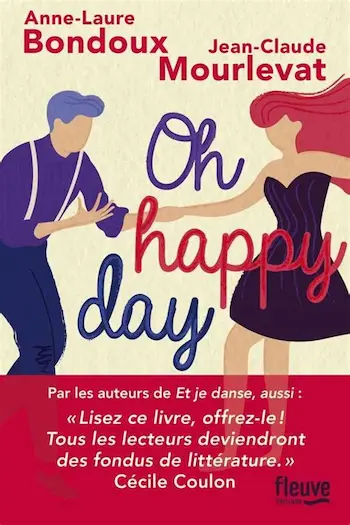 Anne-Laure
Bondoux
Jean-Claude
Mourlevat
Oh
happy
day
Par les auteurs de Et je danse, aussi :
« Lisez ce livre, offrez-le !
Tous les lecteurs deviendront
des fondus de littérature. »
Cécile Coulon
fleuve